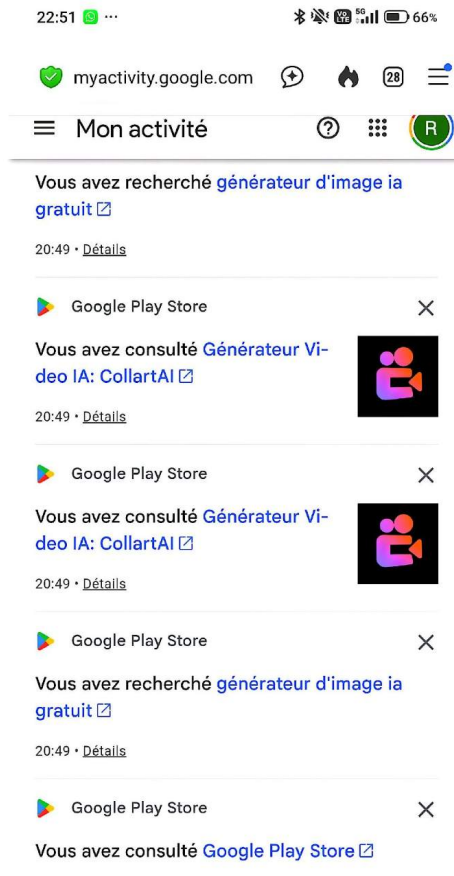 22:51 ... 5G 66%
myactivity.google.com 28
Mon activité R
Vous avez recherché générateur d'image ia
gratuit
20:49 • Détails
Google Play Store
Vous avez consulté Générateur Vi-
deo IA: CollartAI
20:49 • Détails
Google Play Store
Vous avez consulté Générateur Vi-
deo IA: CollartAI
20:49 • Détails
Google Play Store
Vous avez recherché générateur d'image ia
gratuit
20:49 • Détails
Google Play Store
Vous avez consulté Google Play Store